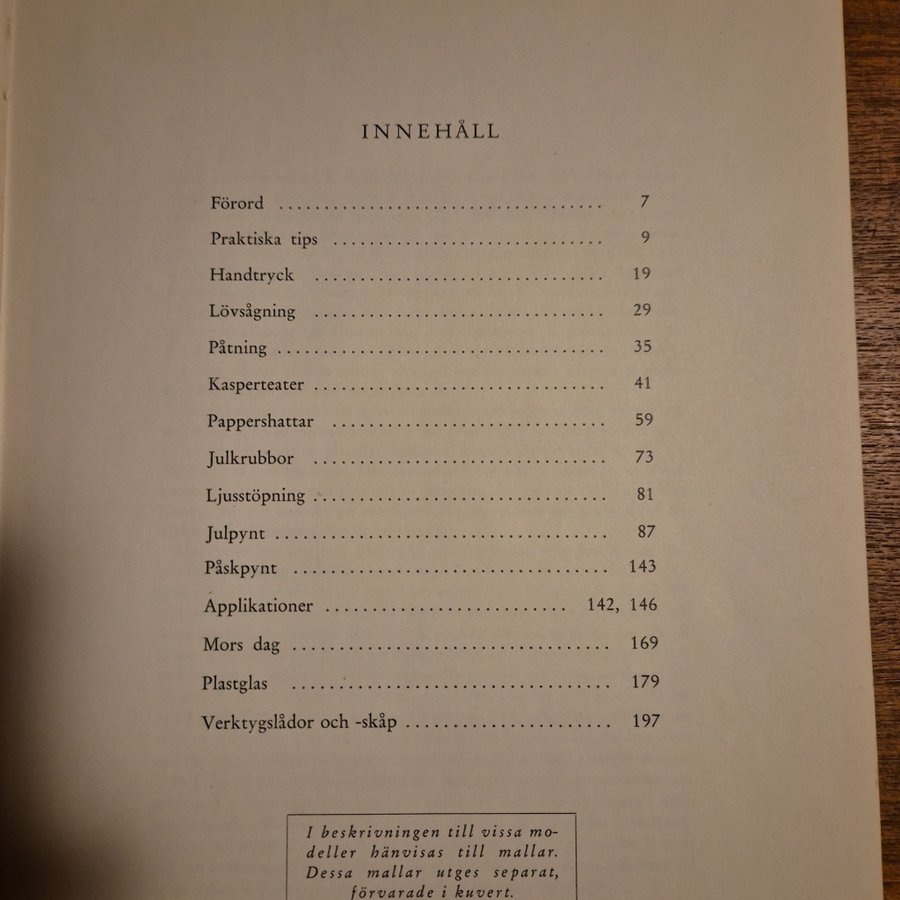 INNEHÅLL
Förord .................................... 7
Praktiska tips .............................. 9
Handtryck ................................ 19
Lövsågning ................................ 29
Påtning .................................... 35
Kasperteater ................................ 41
Pappershattar .............................. 59
Julkrubbor ................................ 73
Ljusstöpning ................................ 81
Julpynt .................................... 87
Påskpynt .................................. 143
Applikationer .......................... 142, 146
Mors dag .................................. 169
Plastglas .................................. 179
Verktygslådor och -skåp ...................... 197
I beskrivningen till vissa mo-
deller hänvisas till mallar.
Dessa mallar utges separat,
förvarade i kuvert.